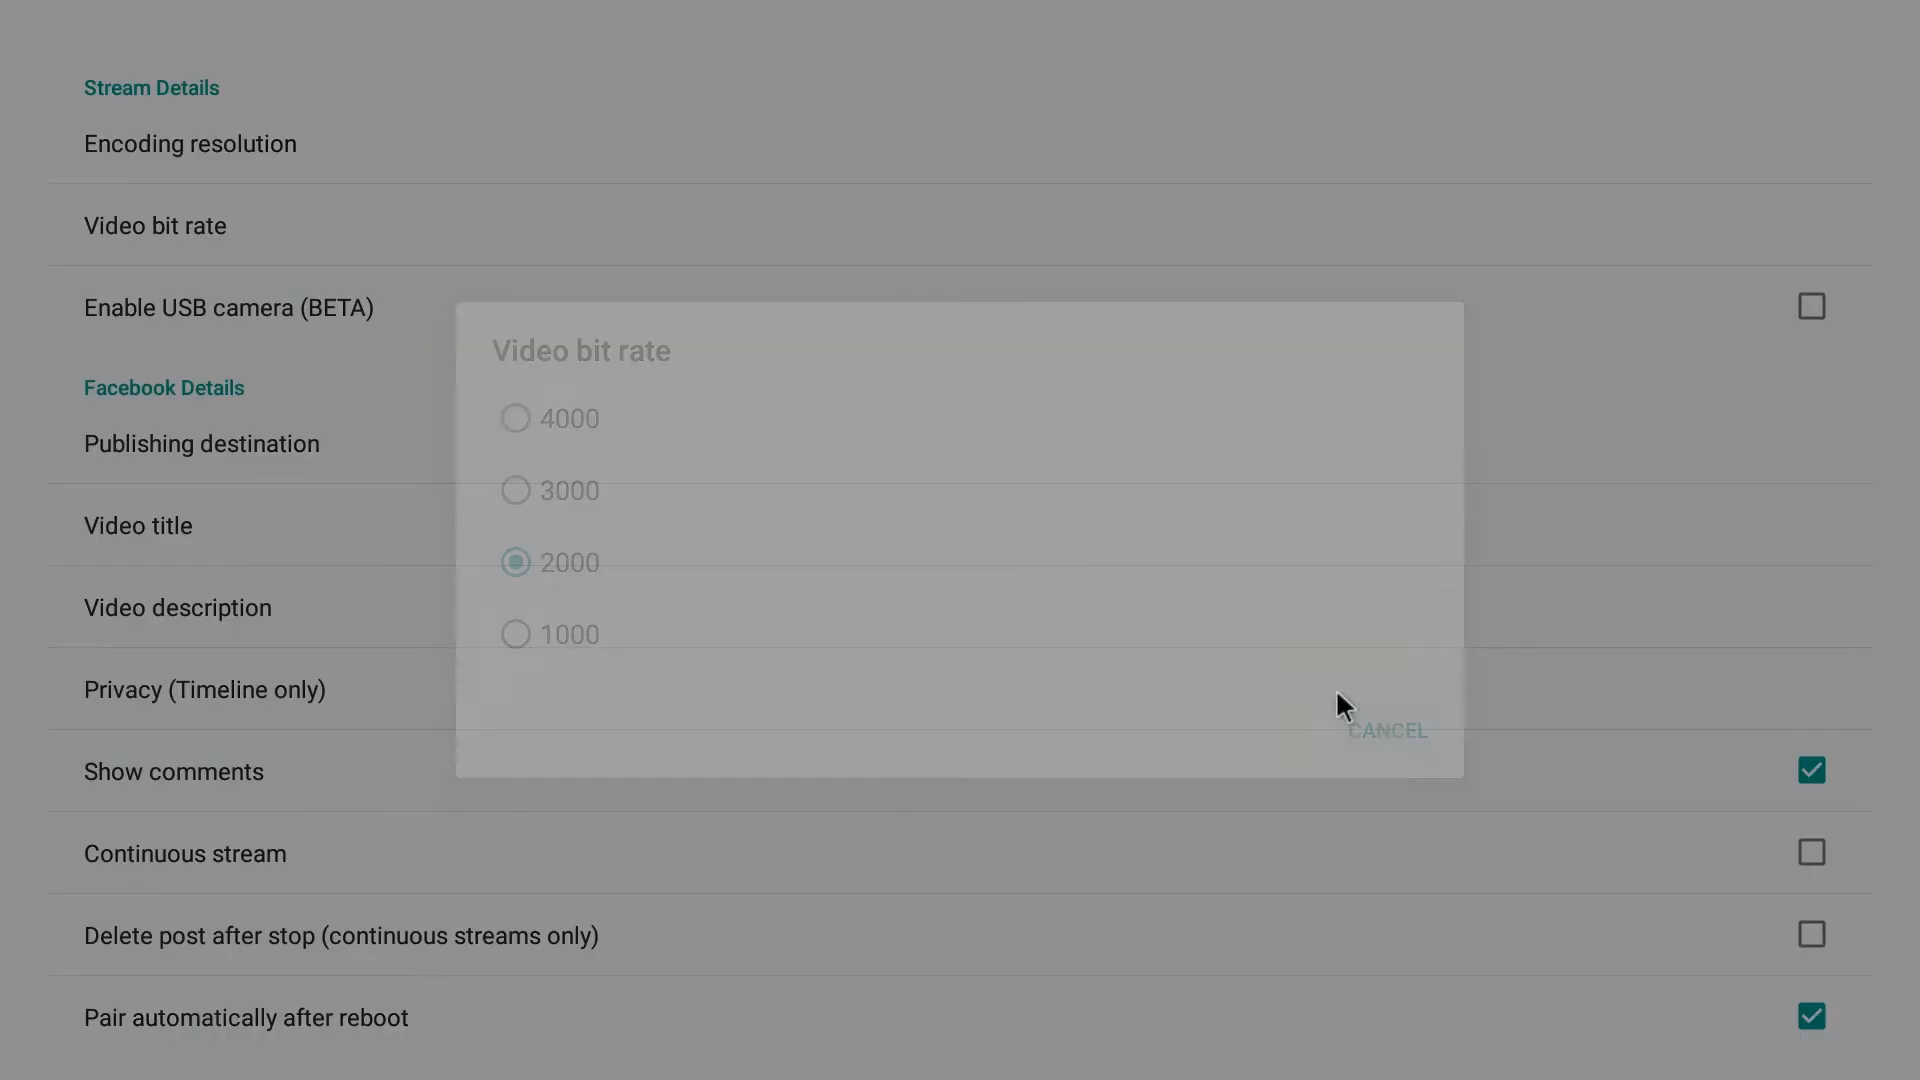 Stream Details
Encoding resolution
Video bit rate
Enable USB camera (BETA)
Facebook Details
Publishing destination
Video title
Video description
Privacy (Timeline only)
Show comments
Continuous stream
Delete post after stop (continuous streams only)
Pair automatically after reboot
Video bit rate
4000
3000
2000
1000
CANCEL